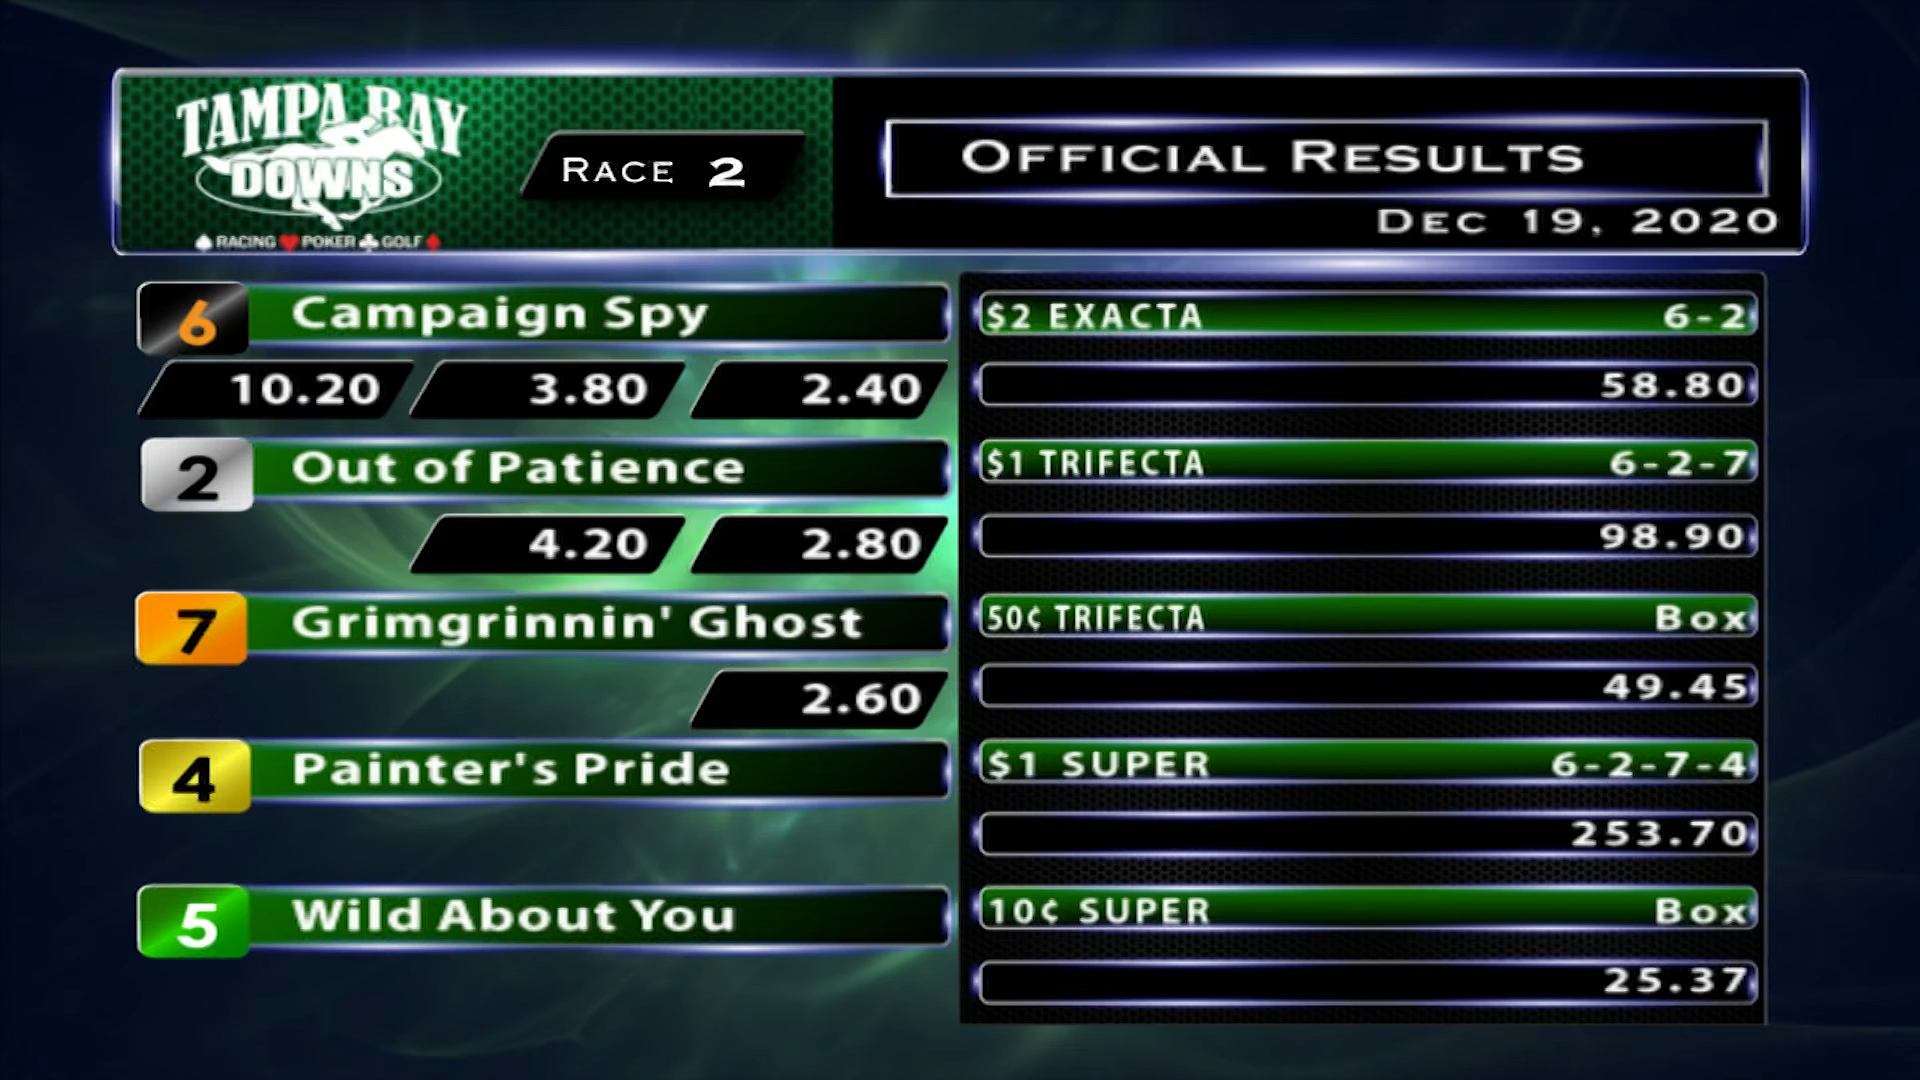 TAMPA BAY
DOWNS
RACING POKER GOLF
RACE 2
OFFICIAL RESULTS
DEC 19, 2020
6 Campaign Spy
10.20 3.80 2.40
2 Out of Patience
4.20 2.80
7 Grimgrinnin' Ghost
2.60
4 Painter's Pride
5 Wild About You
$2 EXACTA 6-2
58.80
$1 TRIFECTA 6-2-7
98.90
50¢ TRIFECTA Box
49.45
$1 SUPER 6-2-7-4
253.70
10¢ SUPER Box
25.37